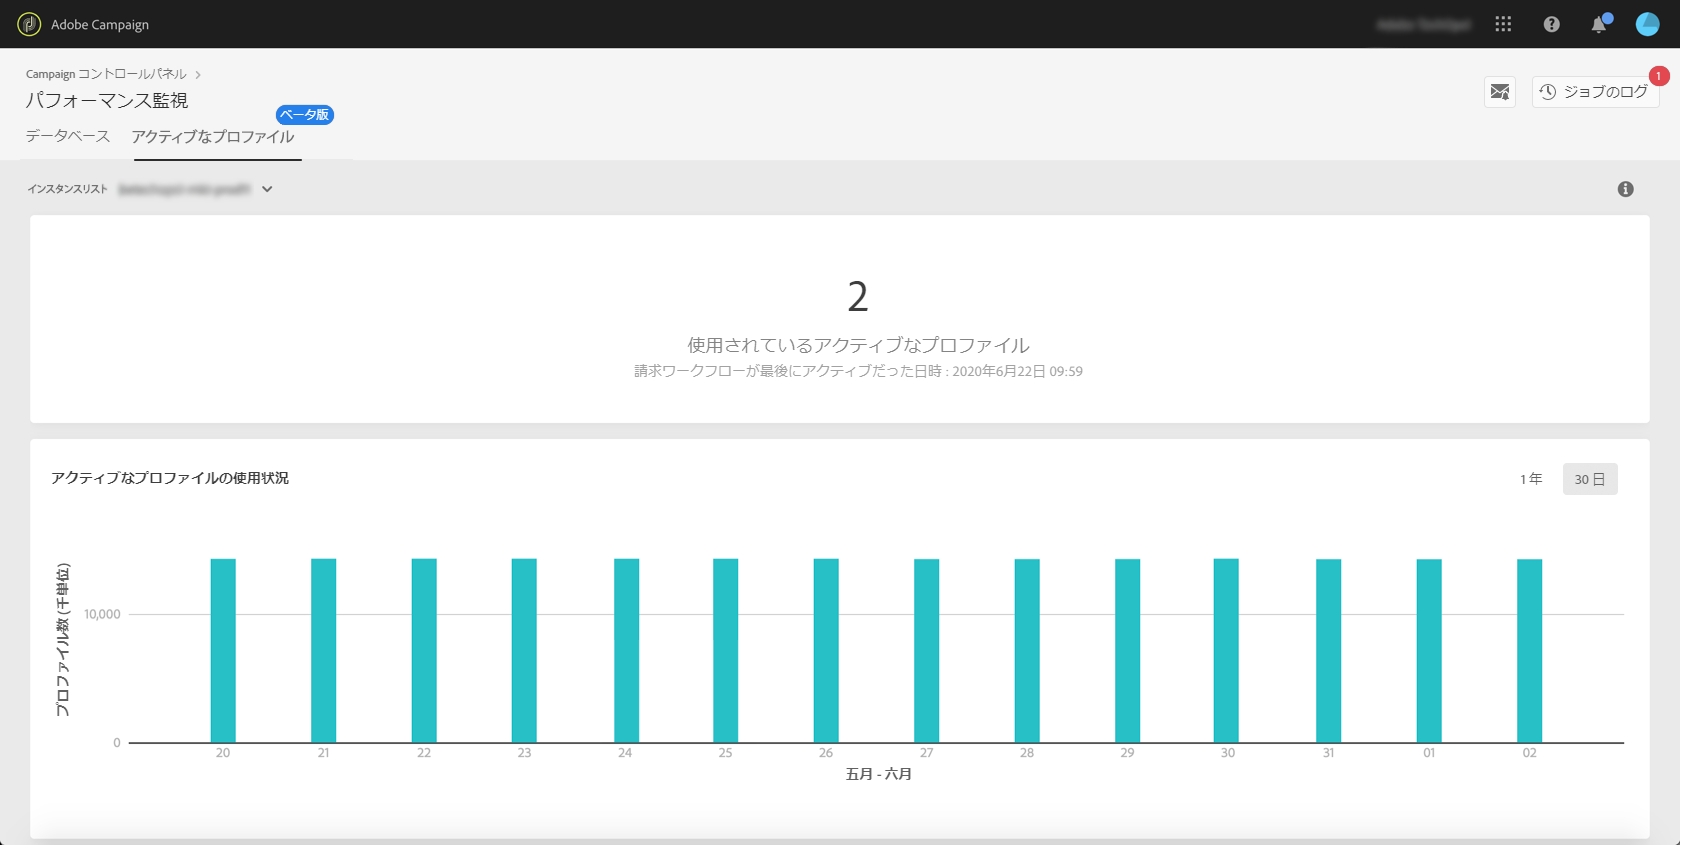 Adobe Campaign
Campaign コントロールパネル
パフォーマンス監視
1
ジョブのログ
ベータ版
データベース
アクティブなプロファイル
インスタンスリスト
2
使用されているアクティブなプロファイル
請求ワークフローが最後にアクティブだった日時 : 2020年6月22日 09:59
アクティブなプロファイルの使用状況
1 年
30 日
プロファイル数 (千単位)
10,000
0
20 21 22 23 24 25 26 27 28 29 30 31 01 02
五月 - 六月